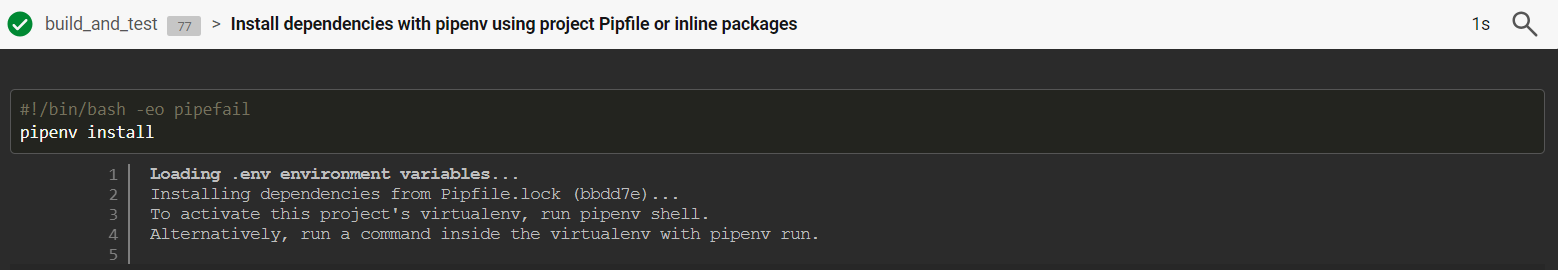 build_and_test 77 > Install dependencies with pipenv using project Pipfile or inline packages 1s
#!/bin/bash -eo pipefail
pipenv install
1 Loading .env environment variables...
2 Installing dependencies from Pipfile.lock (bbdd7e)...
3 To activate this project's virtualenv, run pipenv shell.
4 Alternatively, run a command inside the virtualenv with pipenv run.
5